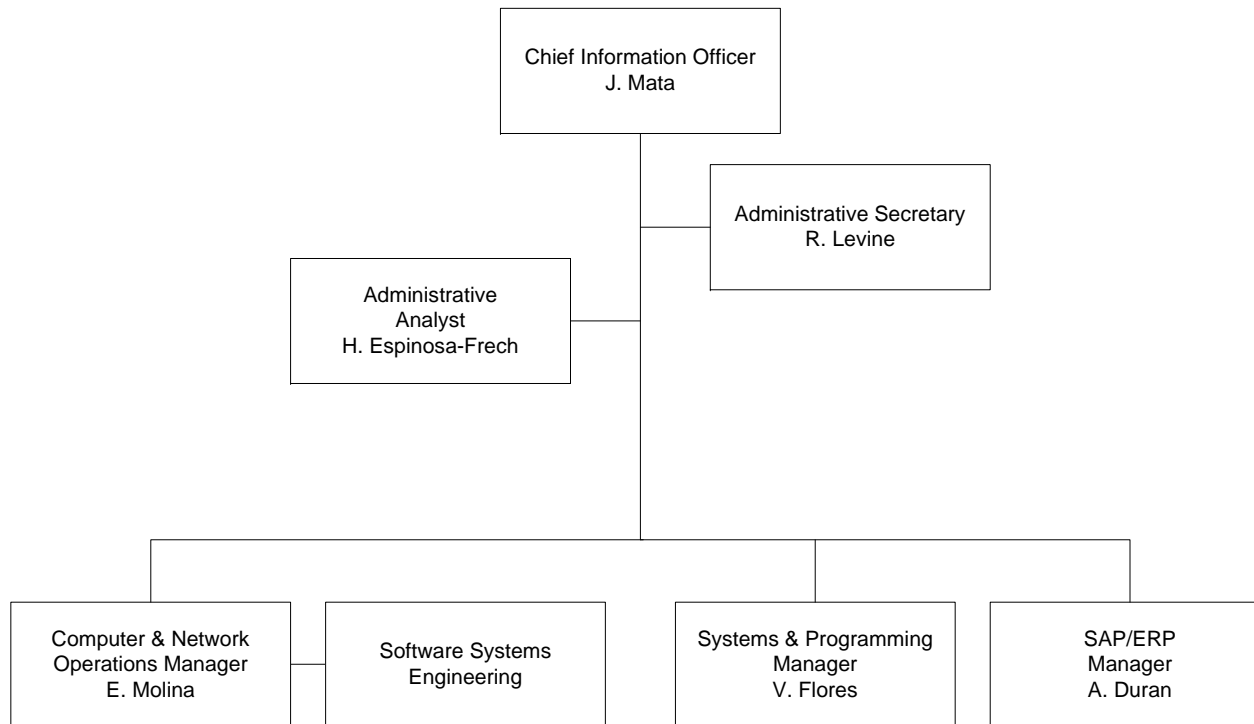 Chief Information Officer
J. Mata
Administrative Secretary
R. Levine
Administrative
Analyst
H. Espinosa-Frech
Computer & Network
Operations Manager
E. Molina
Software Systems
Engineering
Systems & Programming
Manager
V. Flores
SAP/ERP
Manager
A. Duran